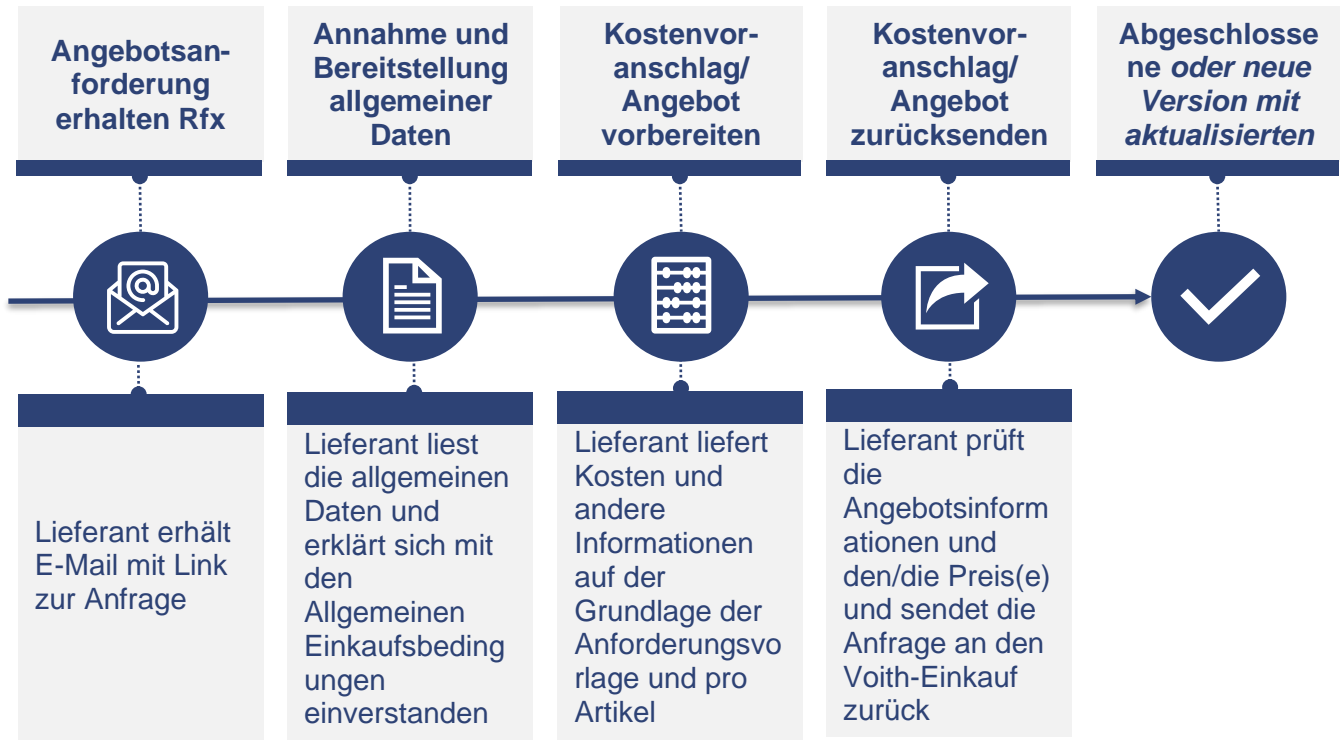 Angebotsan-
forderung
erhalten Rfx
Annahme und
Bereitstellung
allgemeiner
Daten
Kostenvor-
anschlag/
Angebot
vorbereiten
Kostenvor-
anschlag/
Angebot
zurücksenden
Abgeschlosse
ne oder neue
Version mit
aktualisierten
@
Lieferant erhält
E-Mail mit Link
zur Anfrage
Lieferant liest
die allgemeinen
Daten und
erklärt sich mit
den
Allgemeinen
Einkaufsbeding
ungen
einverstanden
Lieferant liefert
Kosten und
andere
Informationen
auf der
Grundlage der
Anforderungsvo
rlage und pro
Artikel
Lieferant prüft
die
Angebotsinform
ationen und
den/die Preis(e)
und sendet die
Anfrage an den
Voith-Einkauf
zurück